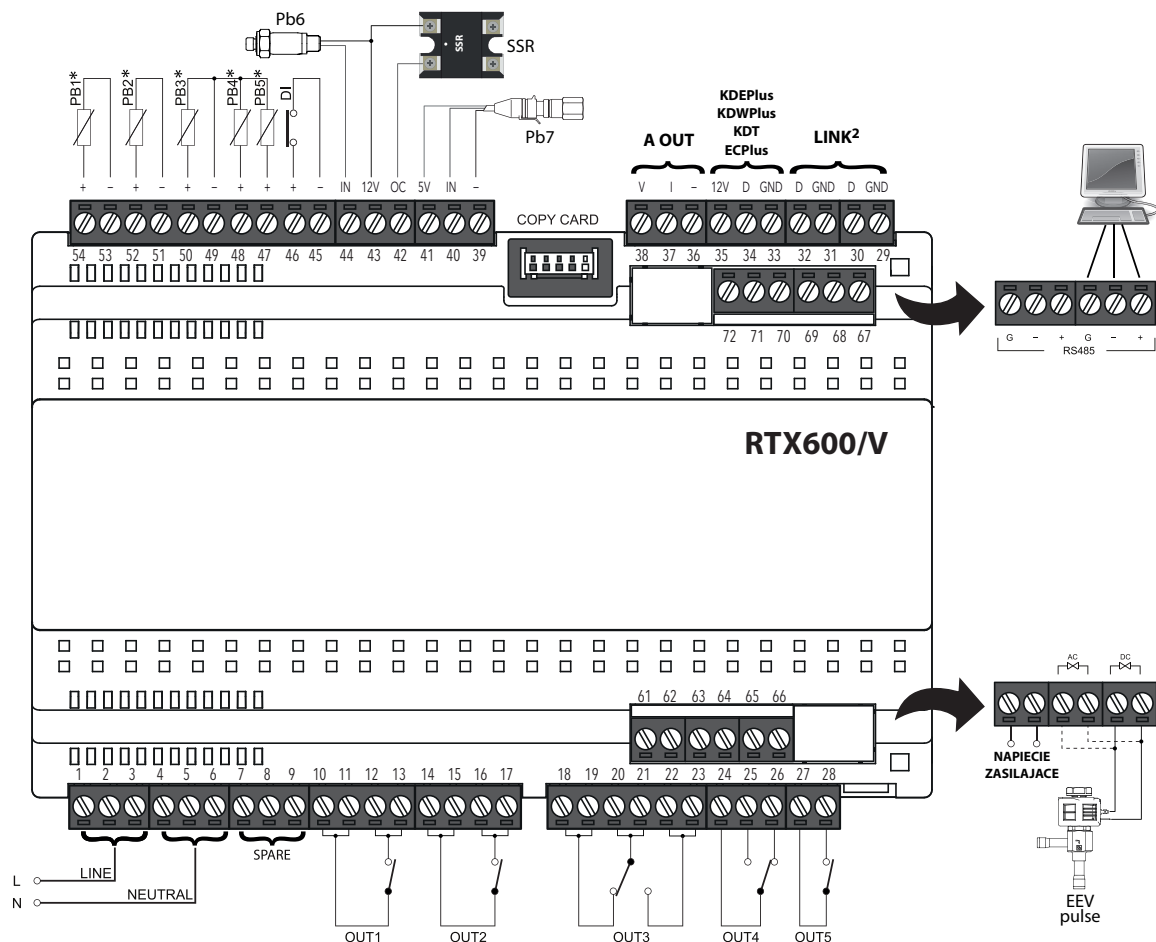 Pb6
SSR
SSR
PB1*
PB2*
PB3*
PB4*
PB5*
DI
Pb7
KDEPlus
KDWPlus
KDT
ECPlus
A OUT
LINK²
+ − + − + − + + + − IN 12V OC 5V IN −
V I − 12V D GND D GND D GND
COPY CARD
54 53 52 51 50 49 48 47 46 45 44 43 42 41 40 39
38 37 36 35 34 33 32 31 30 29
72 71 70 69 68 67
G − + G − +
RS485
RTX600/V
AC
DC
61 62 63 64 65 66
NAPIECIE
ZASILAJACE
1 2 3 4 5 6 7 8 9 10 11 12 13 14 15 16 17
18 19 20 21 22 23 24 25 26 27 28
SPARE
L
LINE
N
NEUTRAL
OUT1
OUT2
OUT3
OUT4
OUT5
EEV
pulse